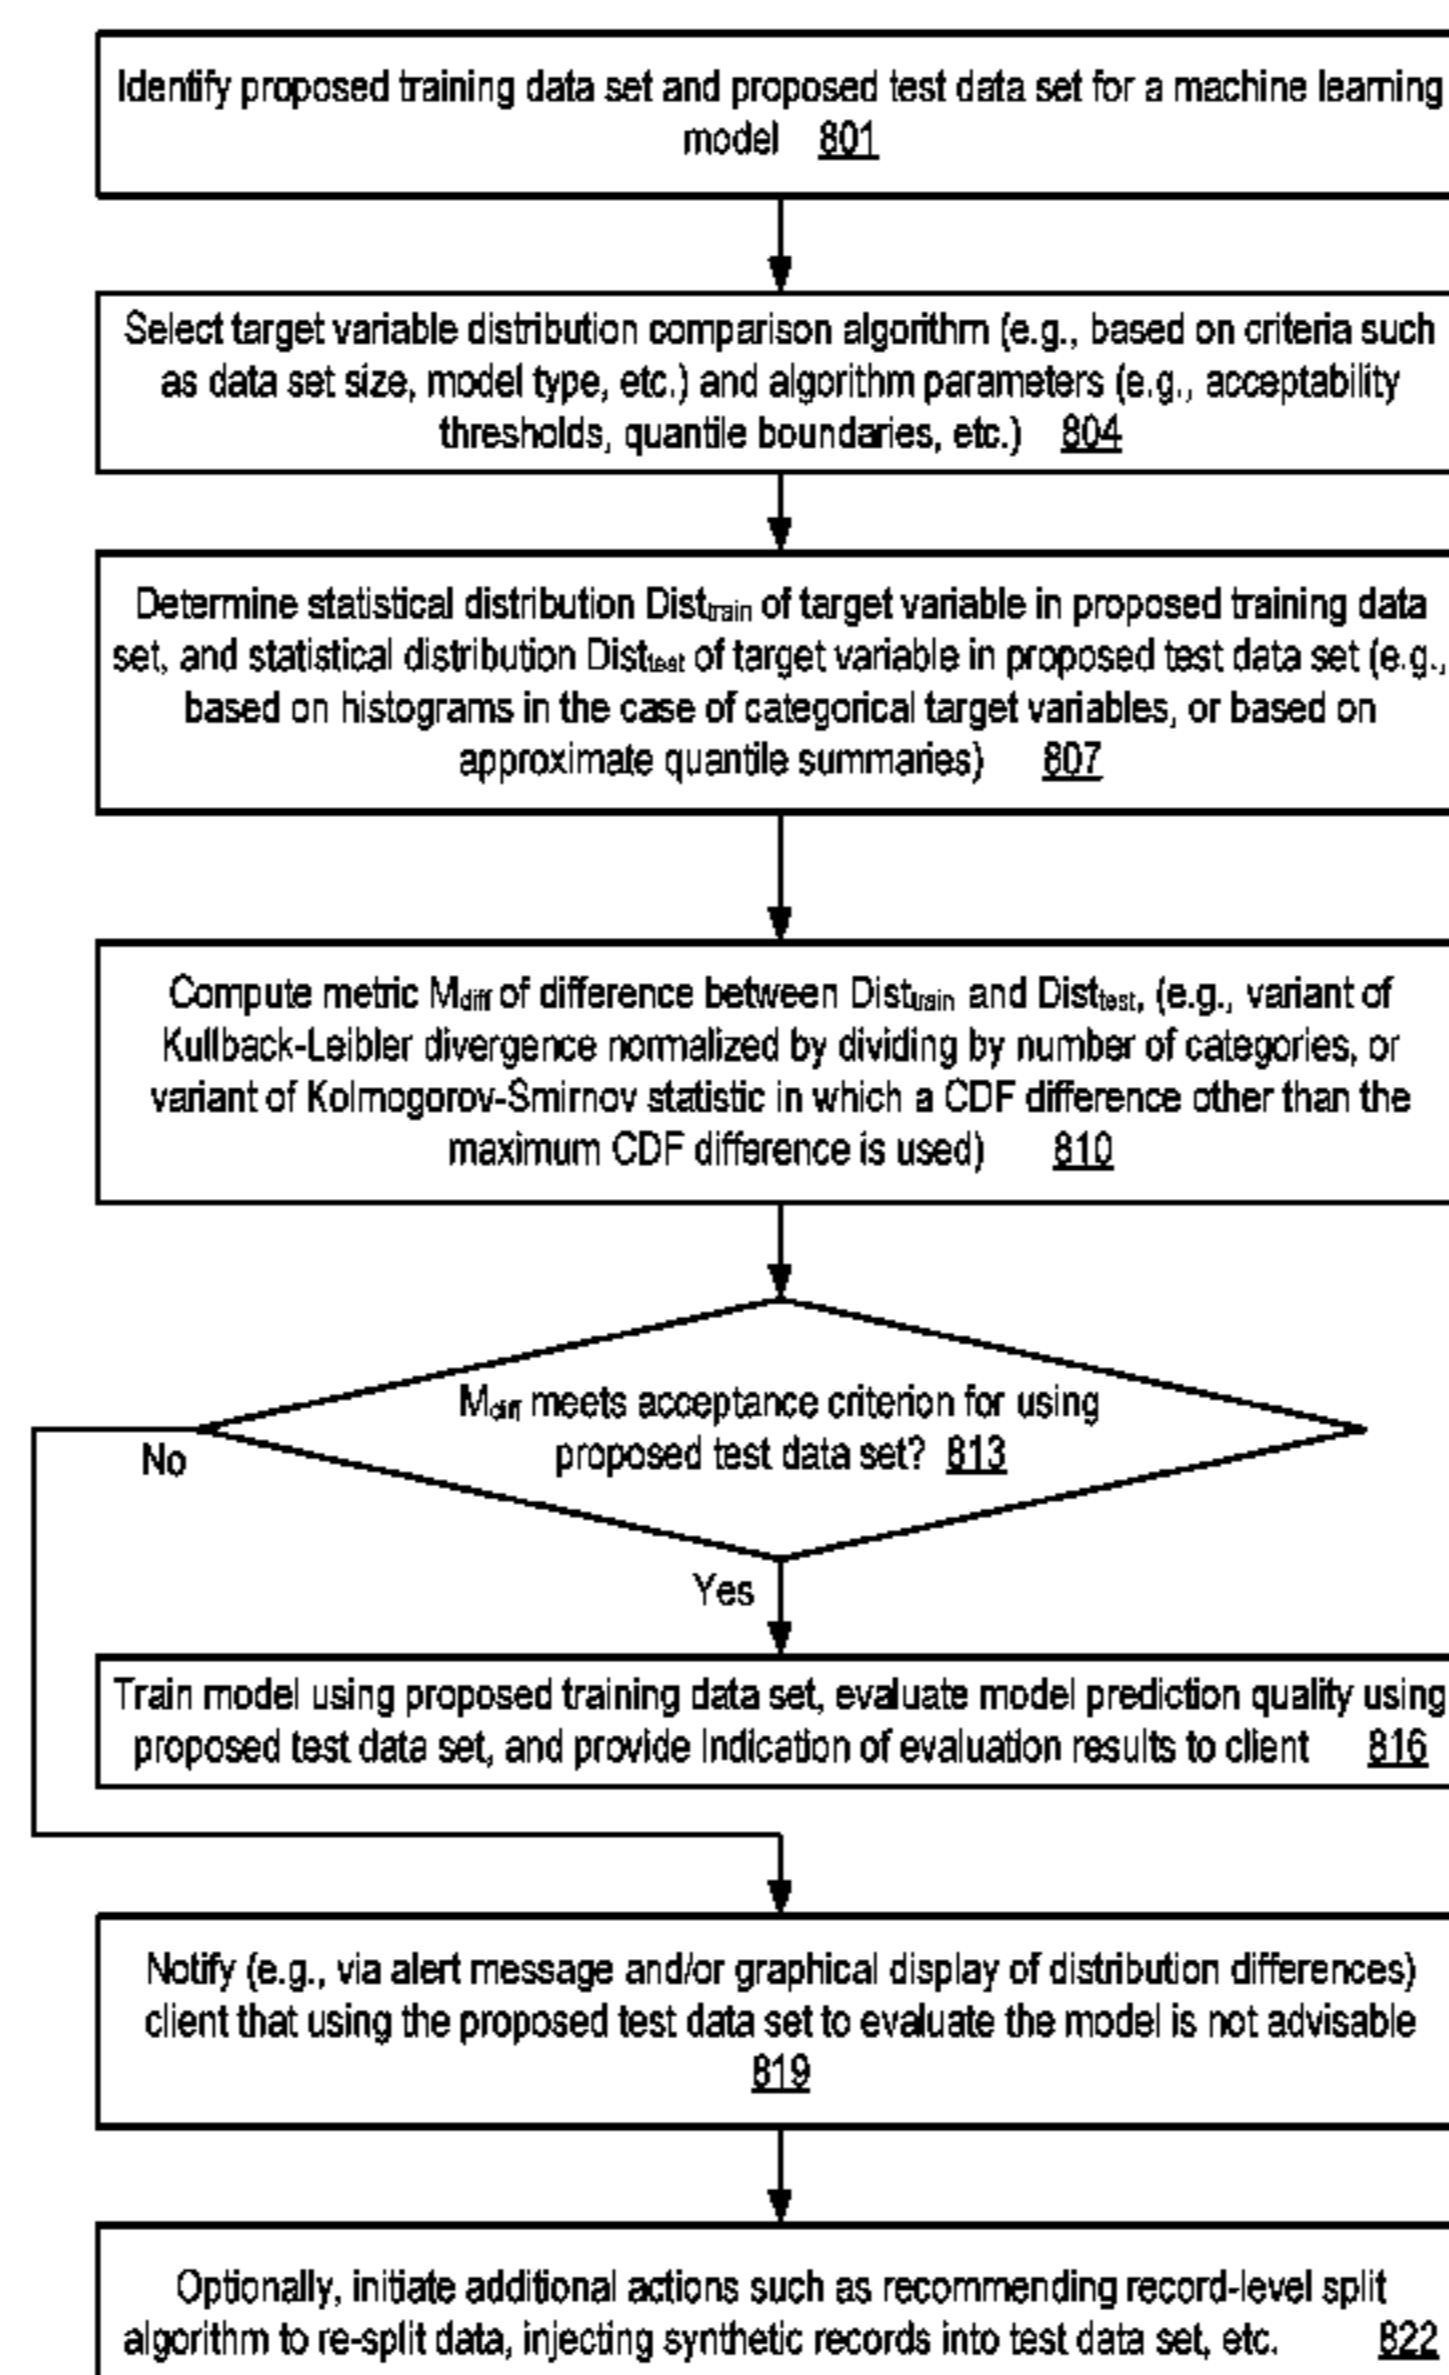 Identify proposed training data set and proposed test data set for a machine learning
model 801
Select target variable distribution comparison algorithm (e.g., based on criteria such
as data set size, model type, etc.) and algorithm parameters (e.g., acceptability
thresholds, quantile boundaries, etc.) 804
Determine statistical distribution Disttrain of target variable in proposed training data
set, and statistical distribution Disttest of target variable in proposed test data set (e.g.,
based on histograms in the case of categorical target variables, or based on
approximate quantile summaries) 807
Compute metric Mdiff of difference between Disttrain and Disttest, (e.g., variant of
Kullback-Leibler divergence normalized by dividing by number of categories, or
variant of Kolmogorov-Smirnov statistic in which a CDF difference other than the
maximum CDF difference is used) 810
Mdiff meets acceptance criterion for using
proposed test data set? 813
No
Yes
Train model using proposed training data set, evaluate model prediction quality using
proposed test data set, and provide Indication of evaluation results to client 816
Notify (e.g., via alert message and/or graphical display of distribution differences)
client that using the proposed test data set to evaluate the model is not advisable
819
Optionally, initiate additional actions such as recommending record-level split
algorithm to re-split data, injecting synthetic records into test data set, etc. 822